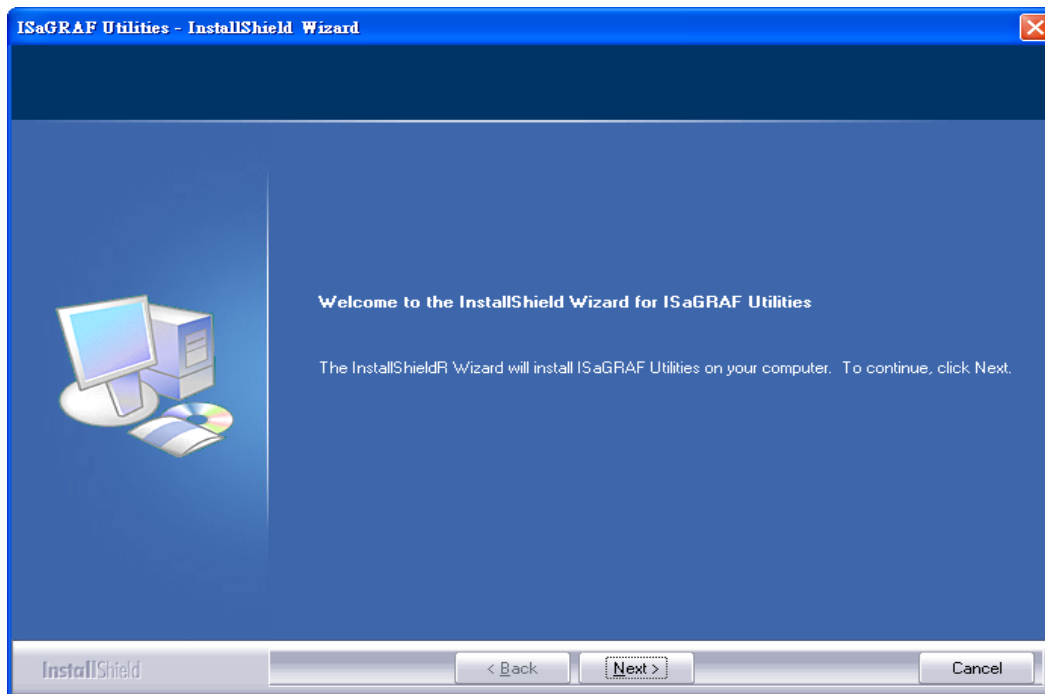 ISaGRAF Utilities - InstallShield Wizard
Welcome to the InstallShield Wizard for ISaGRAF Utilities
The InstallShieldR Wizard will install ISaGRAF Utilities on your computer. To continue, click Next.
InstallShield
< Back
Next >
Cancel